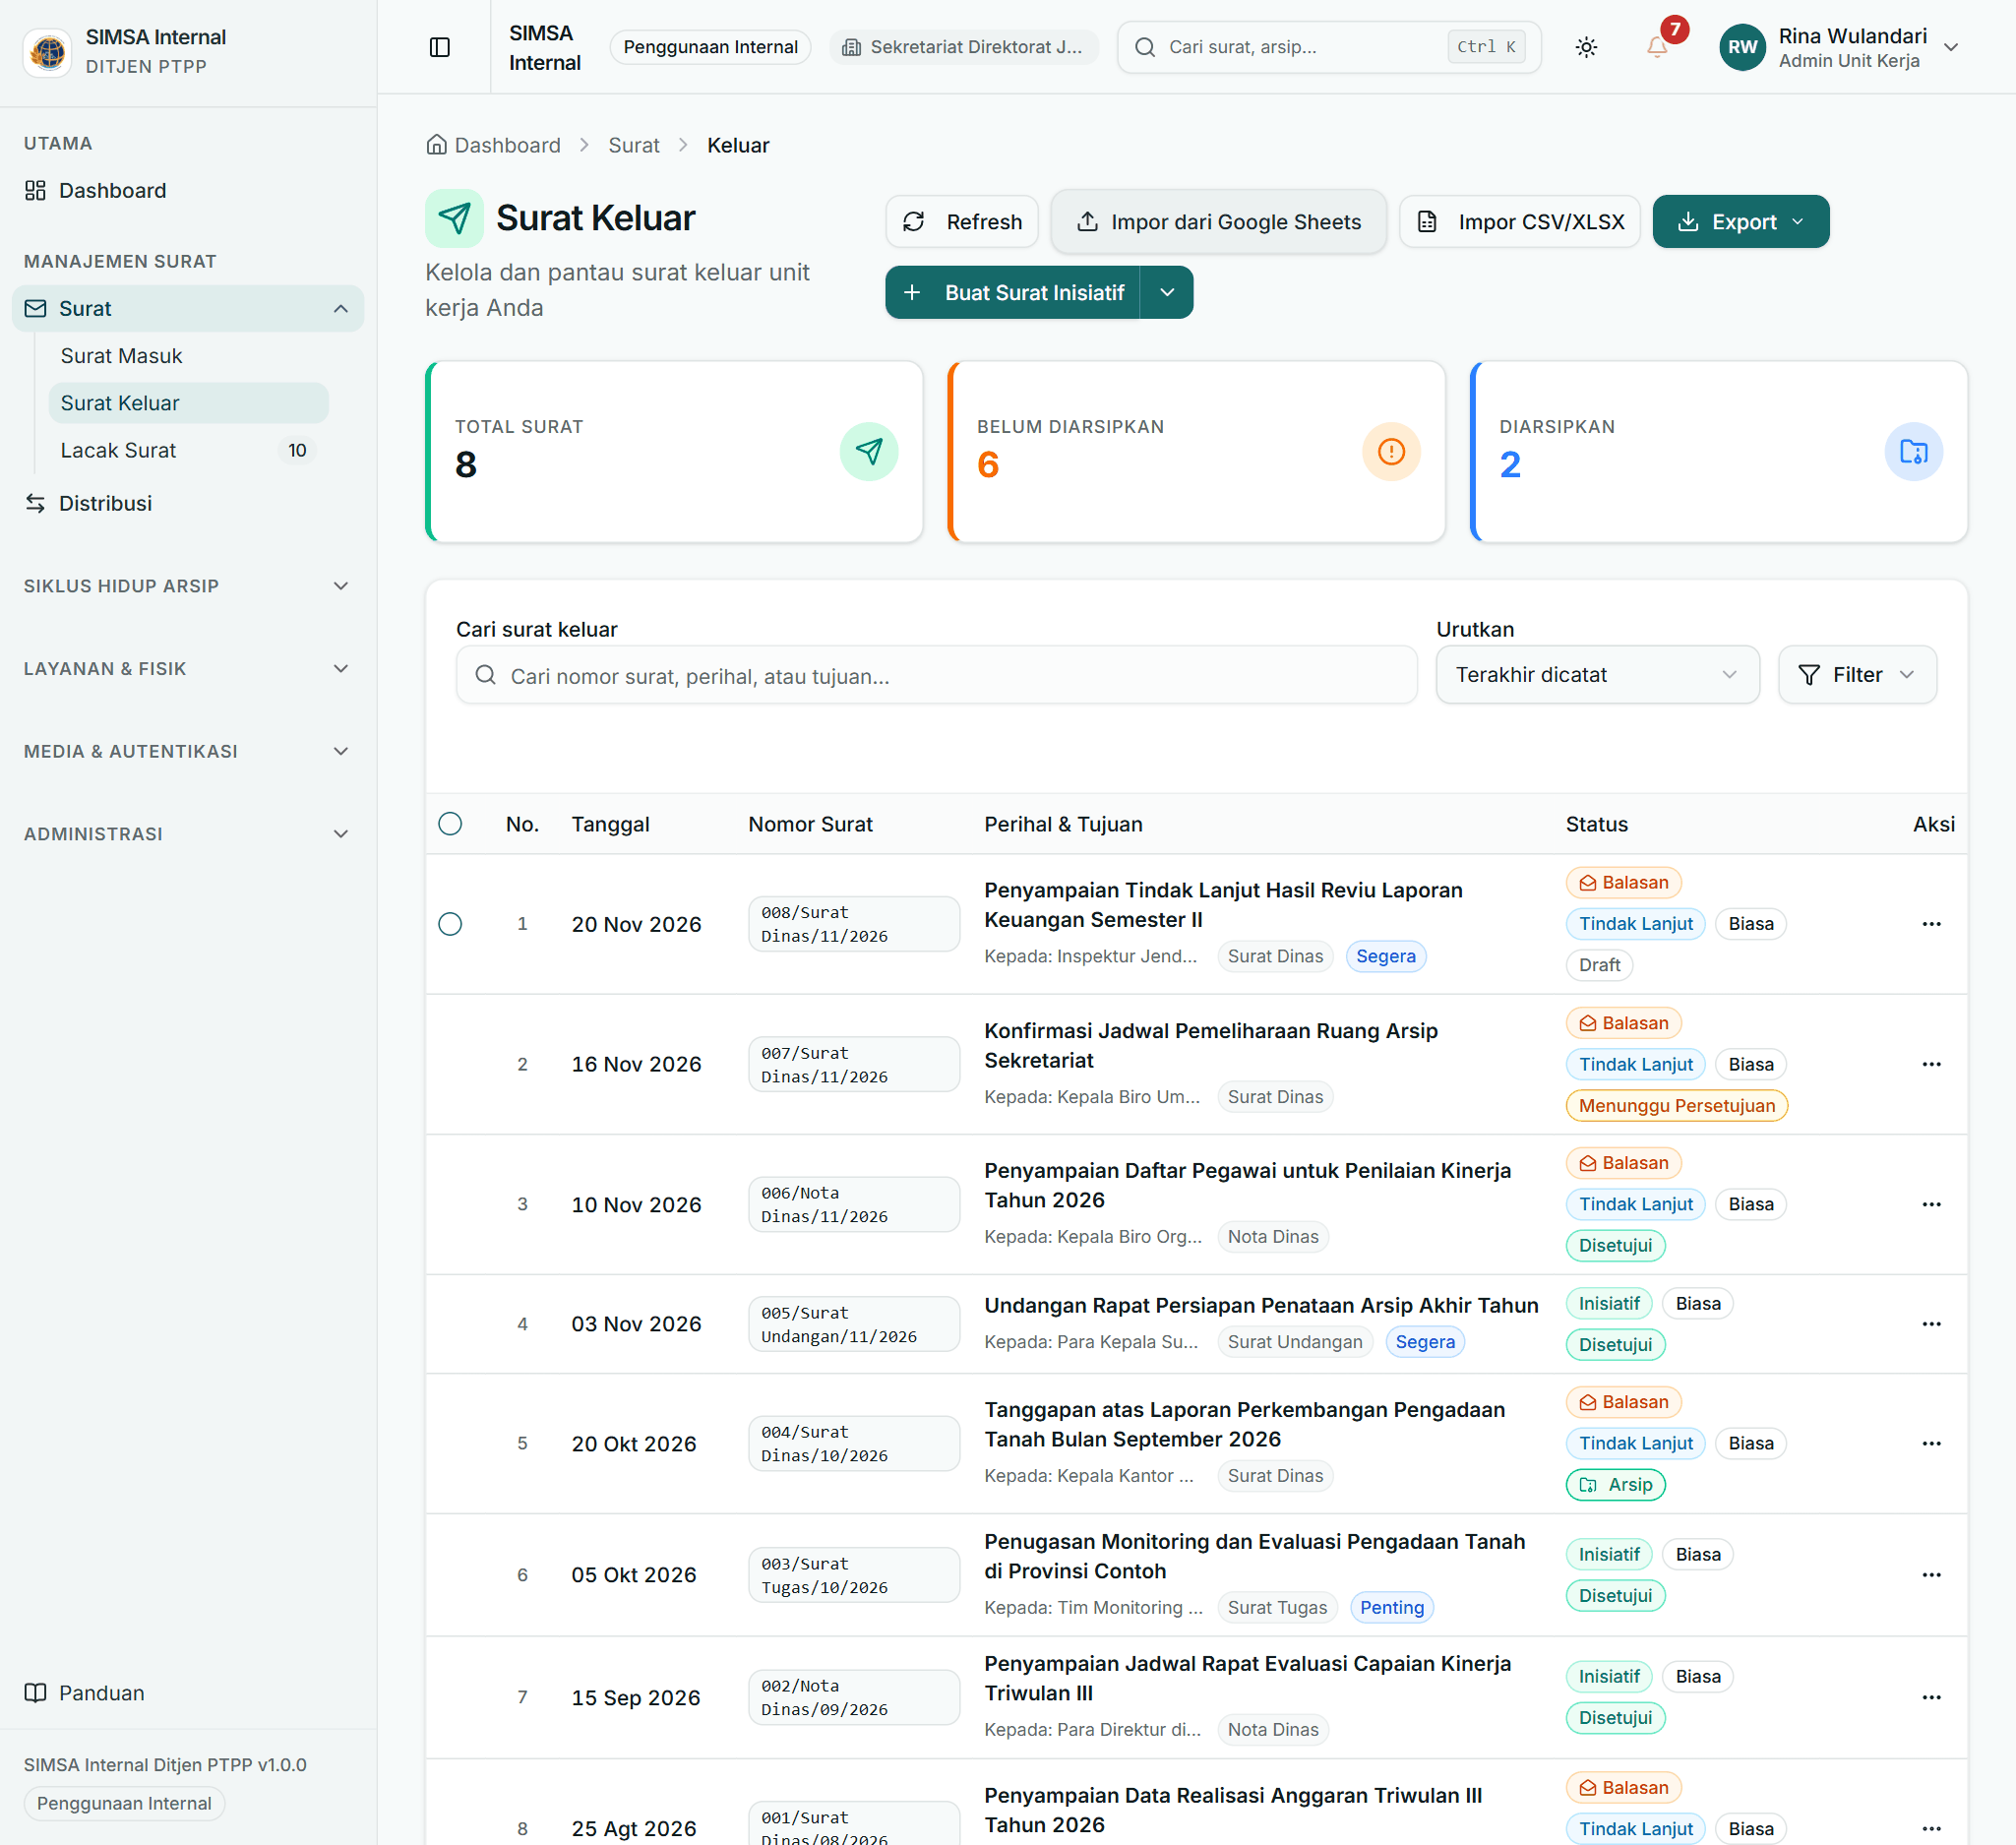 SIMSA Internal
DITJEN PTPP
UTAMA
Dashboard
MANAJEMEN SURAT
Surat
Surat Masuk
Surat Keluar
Lacak Surat 10
Distribusi
SIKLUS HIDUP ARSIP
LAYANAN & FISIK
MEDIA & AUTENTIKASI
ADMINISTRASI
Panduan
SIMSA Internal Ditjen PTPP v1.0.0
Penggunaan Internal
SIMSA
Internal
Penggunaan Internal
Sekretariat Direktorat J...
Cari surat, arsip...
Ctrl K
7
RW
Rina Wulandari
Admin Unit Kerja
Dashboard > Surat > Keluar
Surat Keluar
Kelola dan pantau surat keluar unit
kerja Anda
Refresh
Impor dari Google Sheets
Impor CSV/XLSX
Export
Buat Surat Inisiatif
TOTAL SURAT
8
BELUM DIARSIPKAN
6
DIARSIPKAN
2
Cari surat keluar
Cari nomor surat, perihal, atau tujuan...
Urutkan
Terakhir dicatat
Filter
No. Tanggal Nomor Surat Perihal & Tujuan Status Aksi
1
20 Nov 2026
008/Surat
Dinas/11/2026
Penyampaian Tindak Lanjut Hasil Reviu Laporan
Keuangan Semester II
Kepada: Inspektur Jend... Surat Dinas Segera
Balasan
Tindak Lanjut Biasa
Draft
2
16 Nov 2026
007/Surat
Dinas/11/2026
Konfirmasi Jadwal Pemeliharaan Ruang Arsip
Sekretariat
Kepada: Kepala Biro Um... Surat Dinas
Balasan
Tindak Lanjut Biasa
Menunggu Persetujuan
3
10 Nov 2026
006/Nota
Dinas/11/2026
Penyampaian Daftar Pegawai untuk Penilaian Kinerja
Tahun 2026
Kepada: Kepala Biro Org... Nota Dinas
Balasan
Tindak Lanjut Biasa
Disetujui
4
03 Nov 2026
005/Surat
Undangan/11/2026
Undangan Rapat Persiapan Penataan Arsip Akhir Tahun
Kepada: Para Kepala Su... Surat Undangan Segera
Inisiatif Biasa
Disetujui
5
20 Okt 2026
004/Surat
Dinas/10/2026
Tanggapan atas Laporan Perkembangan Pengadaan
Tanah Bulan September 2026
Kepada: Kepala Kantor ... Surat Dinas
Balasan
Tindak Lanjut Biasa
Arsip
6
05 Okt 2026
003/Surat
Tugas/10/2026
Penugasan Monitoring dan Evaluasi Pengadaan Tanah
di Provinsi Contoh
Kepada: Tim Monitoring ... Surat Tugas Penting
Inisiatif Biasa
Disetujui
7
15 Sep 2026
002/Nota
Dinas/09/2026
Penyampaian Jadwal Rapat Evaluasi Capaian Kinerja
Triwulan III
Kepada: Para Direktur di... Nota Dinas
Inisiatif Biasa
Disetujui
8
25 Agt 2026
001/Surat
Dinas/08/2026
Penyampaian Data Realisasi Anggaran Triwulan III
Tahun 2026
Balasan
Tindak Lanjut Biasa